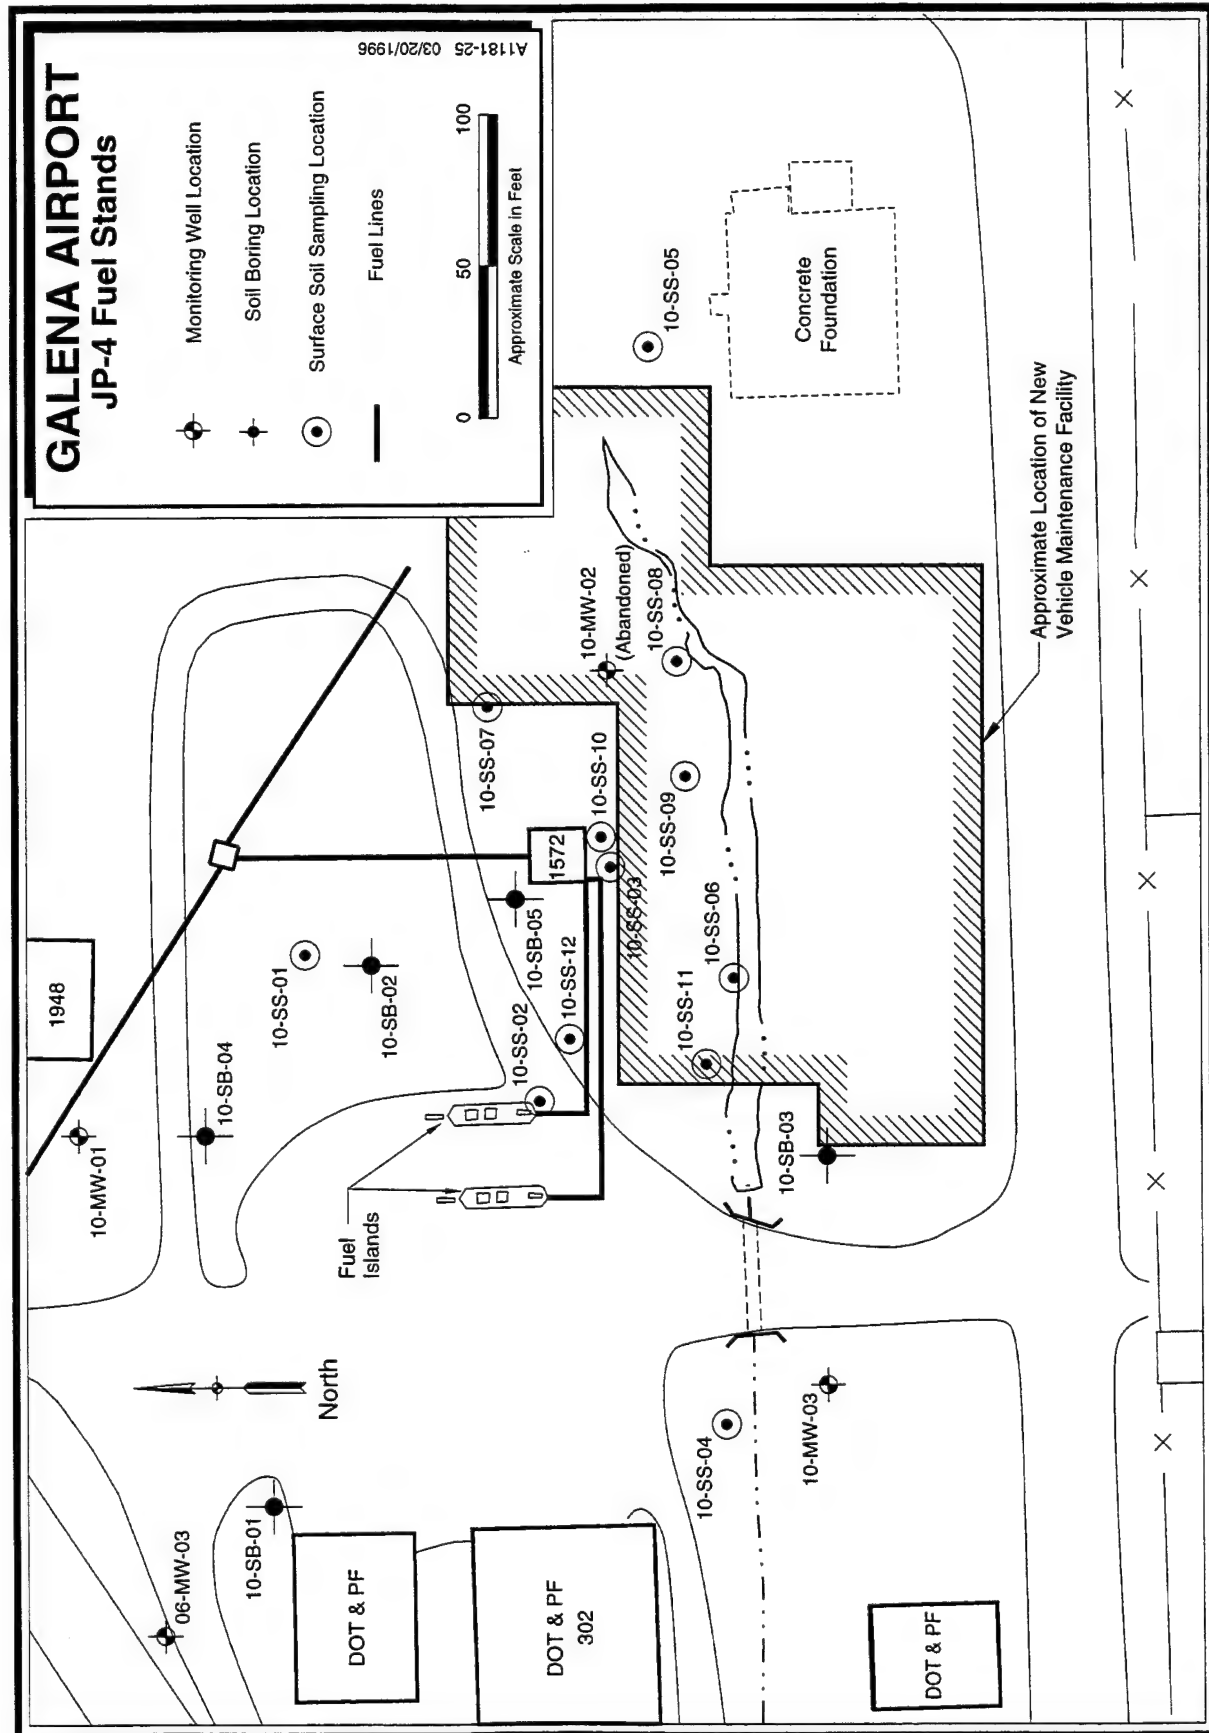 GALENA AIRPORT
JP-4 Fuel Stands
Monitoring Well Location
Soil Boring Location
Surface Soil Sampling Location
Fuel Lines
0 50 100
Approximate Scale in Feet
A1181-25 03/20/1996
1948
10-MW-01
10-SB-04
10-SS-01
10-SB-02
Fuel
Islands
10-SS-02
10-SB-05
10-SS-12
1572
10-SS-07
10-SS-10
10-SS-03
10-MW-02
(Abandoned)
10-SS-08
10-SS-09
10-SS-06
10-SS-11
10-SB-03
10-SS-05
Concrete
Foundation
Approximate Location of New
Vehicle Maintenance Facility
North
06-MW-03
10-SB-01
DOT & PF
DOT & PF
302
10-SS-04
10-MW-03
DOT & PF